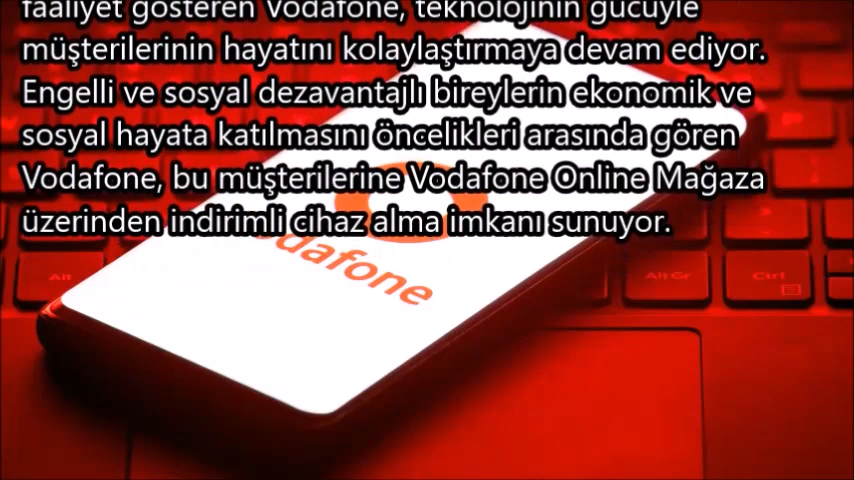 faaliyet gösteren Vodafone, teknolojinin gücüyle
müşterilerinin hayatını kolaylaştırmaya devam ediyor.
Engelli ve sosyal dezavantajlı bireylerin ekonomik ve
sosyal hayata katılmasını öncelikleri arasında gören
Vodafone, bu müşterilerine Vodafone Online Mağaza
üzerinden indirimli cihaz alma imkanı sunuyor.
vodafone
Alt
Alt Gr
Ctrl